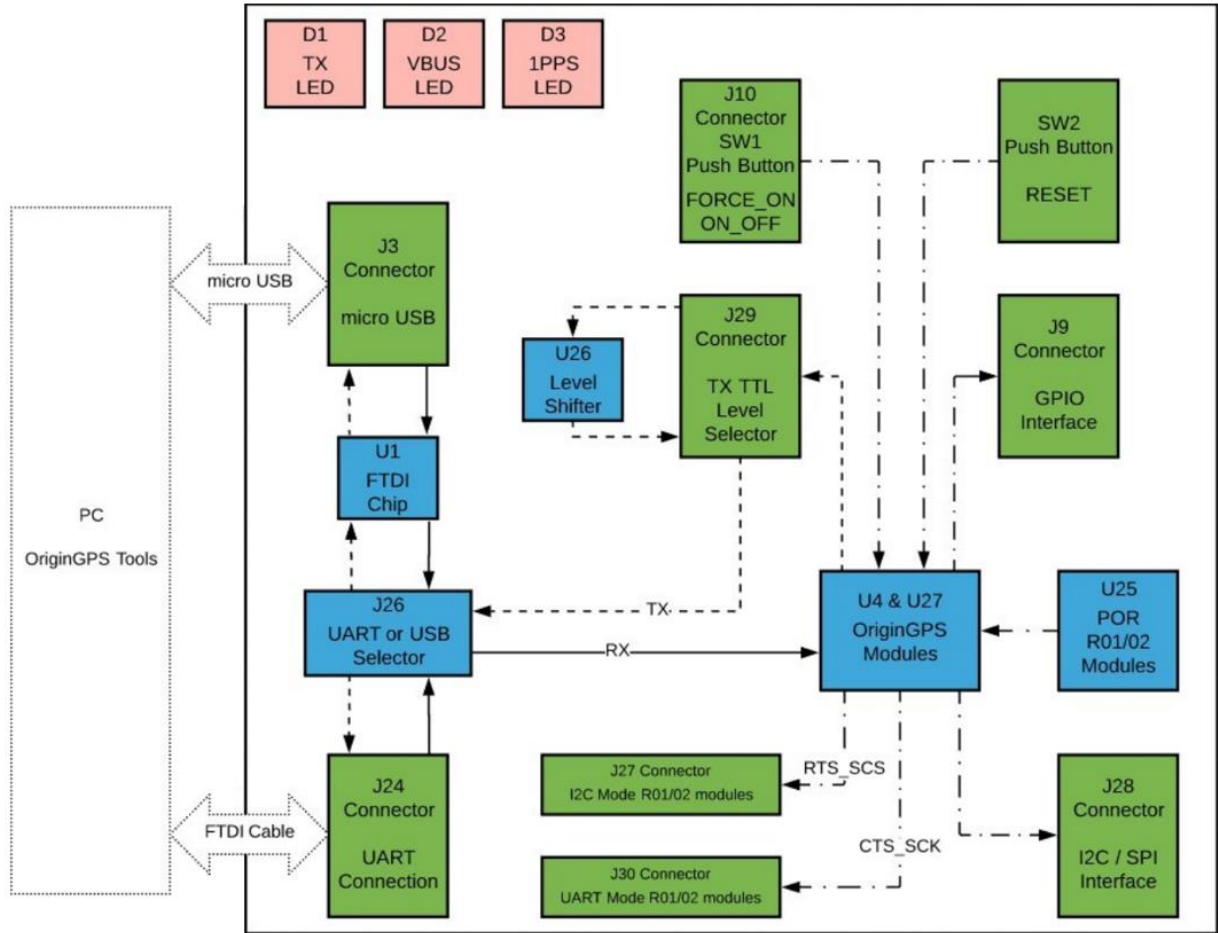 D1
TX
LED
D2
VBUS
LED
D3
1PPS
LED
J10
Connector
SW1
Push Button
FORCE_ON
ON_OFF
SW2
Push Button
RESET
J3
Connector
micro USB
micro USB
J29
Connector
TX TTL
Level
Selector
U26
Level
Shifter
J9
Connector
GPIO
Interface
U1
FTDI
Chip
PC
OriginGPS Tools
J26
UART or USB
Selector
TX
RX
U4 & U27
OriginGPS
Modules
U25
POR
R01/02
Modules
J24
Connector
UART
Connection
FTDI Cable
J27 Connector
I2C Mode R01/02 modules
RTS_SCS
CTS_SCK
J30 Connector
UART Mode R01/02 modules
J28
Connector
I2C / SPI
Interface